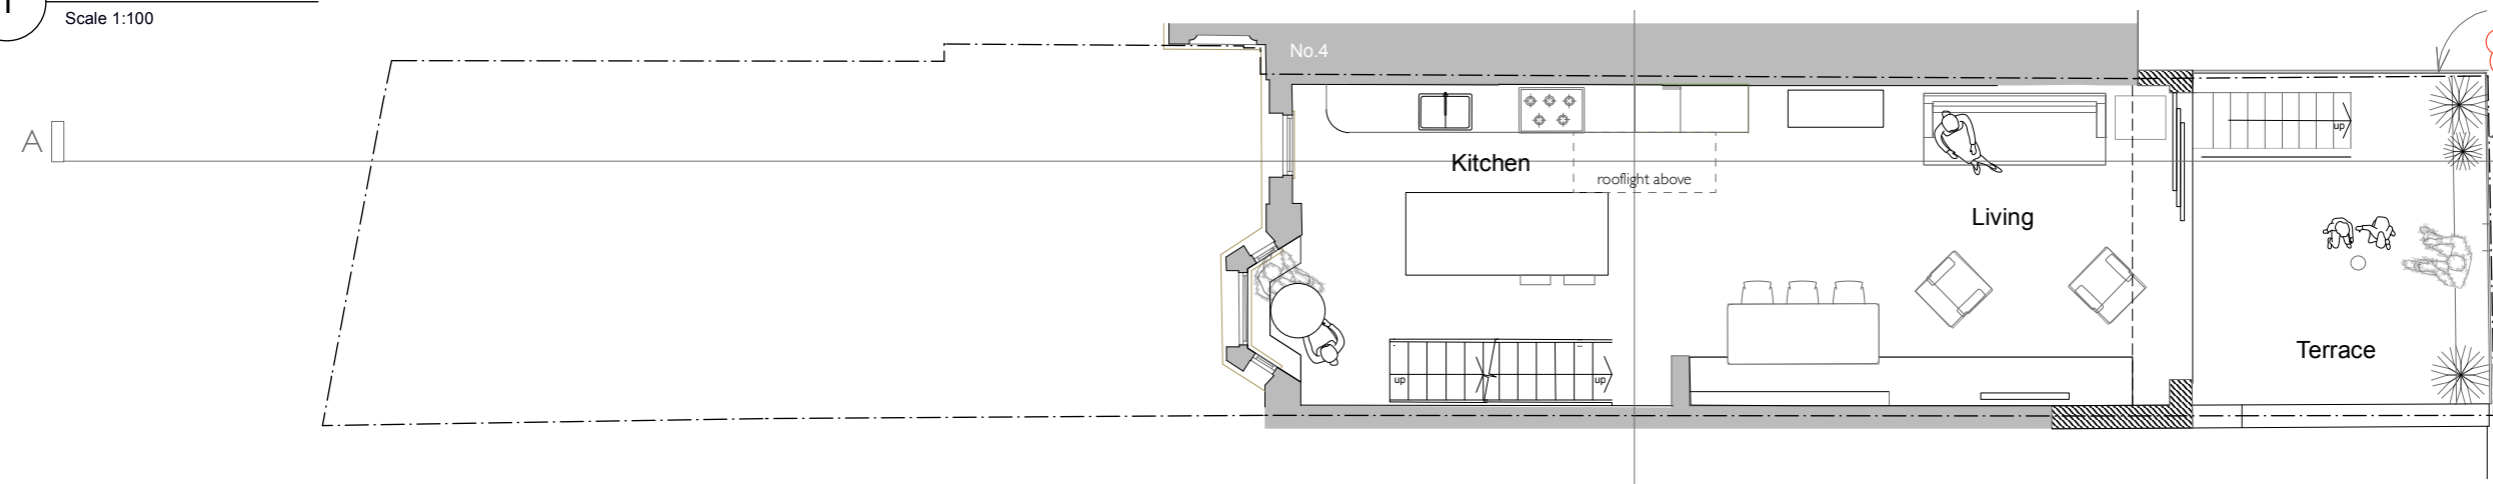 1
Scale 1:100
No.4
A
up
Kitchen
rooflight above
Living
Terrace
up
up